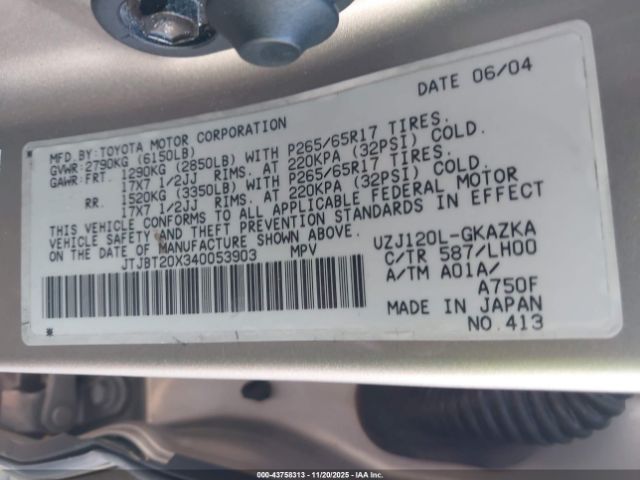 DATE 06/04
MFD BY:TOYOTA MOTOR CORPORATION
GVWR: 2790KG (6150LB)
GAWR: FRT. 1290KG (2850LB) WITH P265/65R17 TIRES.
17X7 1/2JJ RIMS. AT 220KPA (32PSI) COLD.
RR. 1520KG (3350LB) WITH P265/65R17 TIRES.
17X7 1/2JJ RIMS. AT 220KPA (32PSI) COLD.
THIS VEHICLE CONFORMS TO ALL APPLICABLE FEDERAL MOTOR
VEHICLE SAFETY AND THEFT PREVENTION STANDARDS IN EFFECT
ON THE DATE OF MANUFACTURE SHOWN ABOVE.
JTJBT20X340053903 MPV
UZJ120L-GKAZKA
C/TR 587/LH00
A/TM A01A/
A750F
MADE IN JAPAN
NO.413
000-43758313 - 11/20/2025 - IAA, Inc.